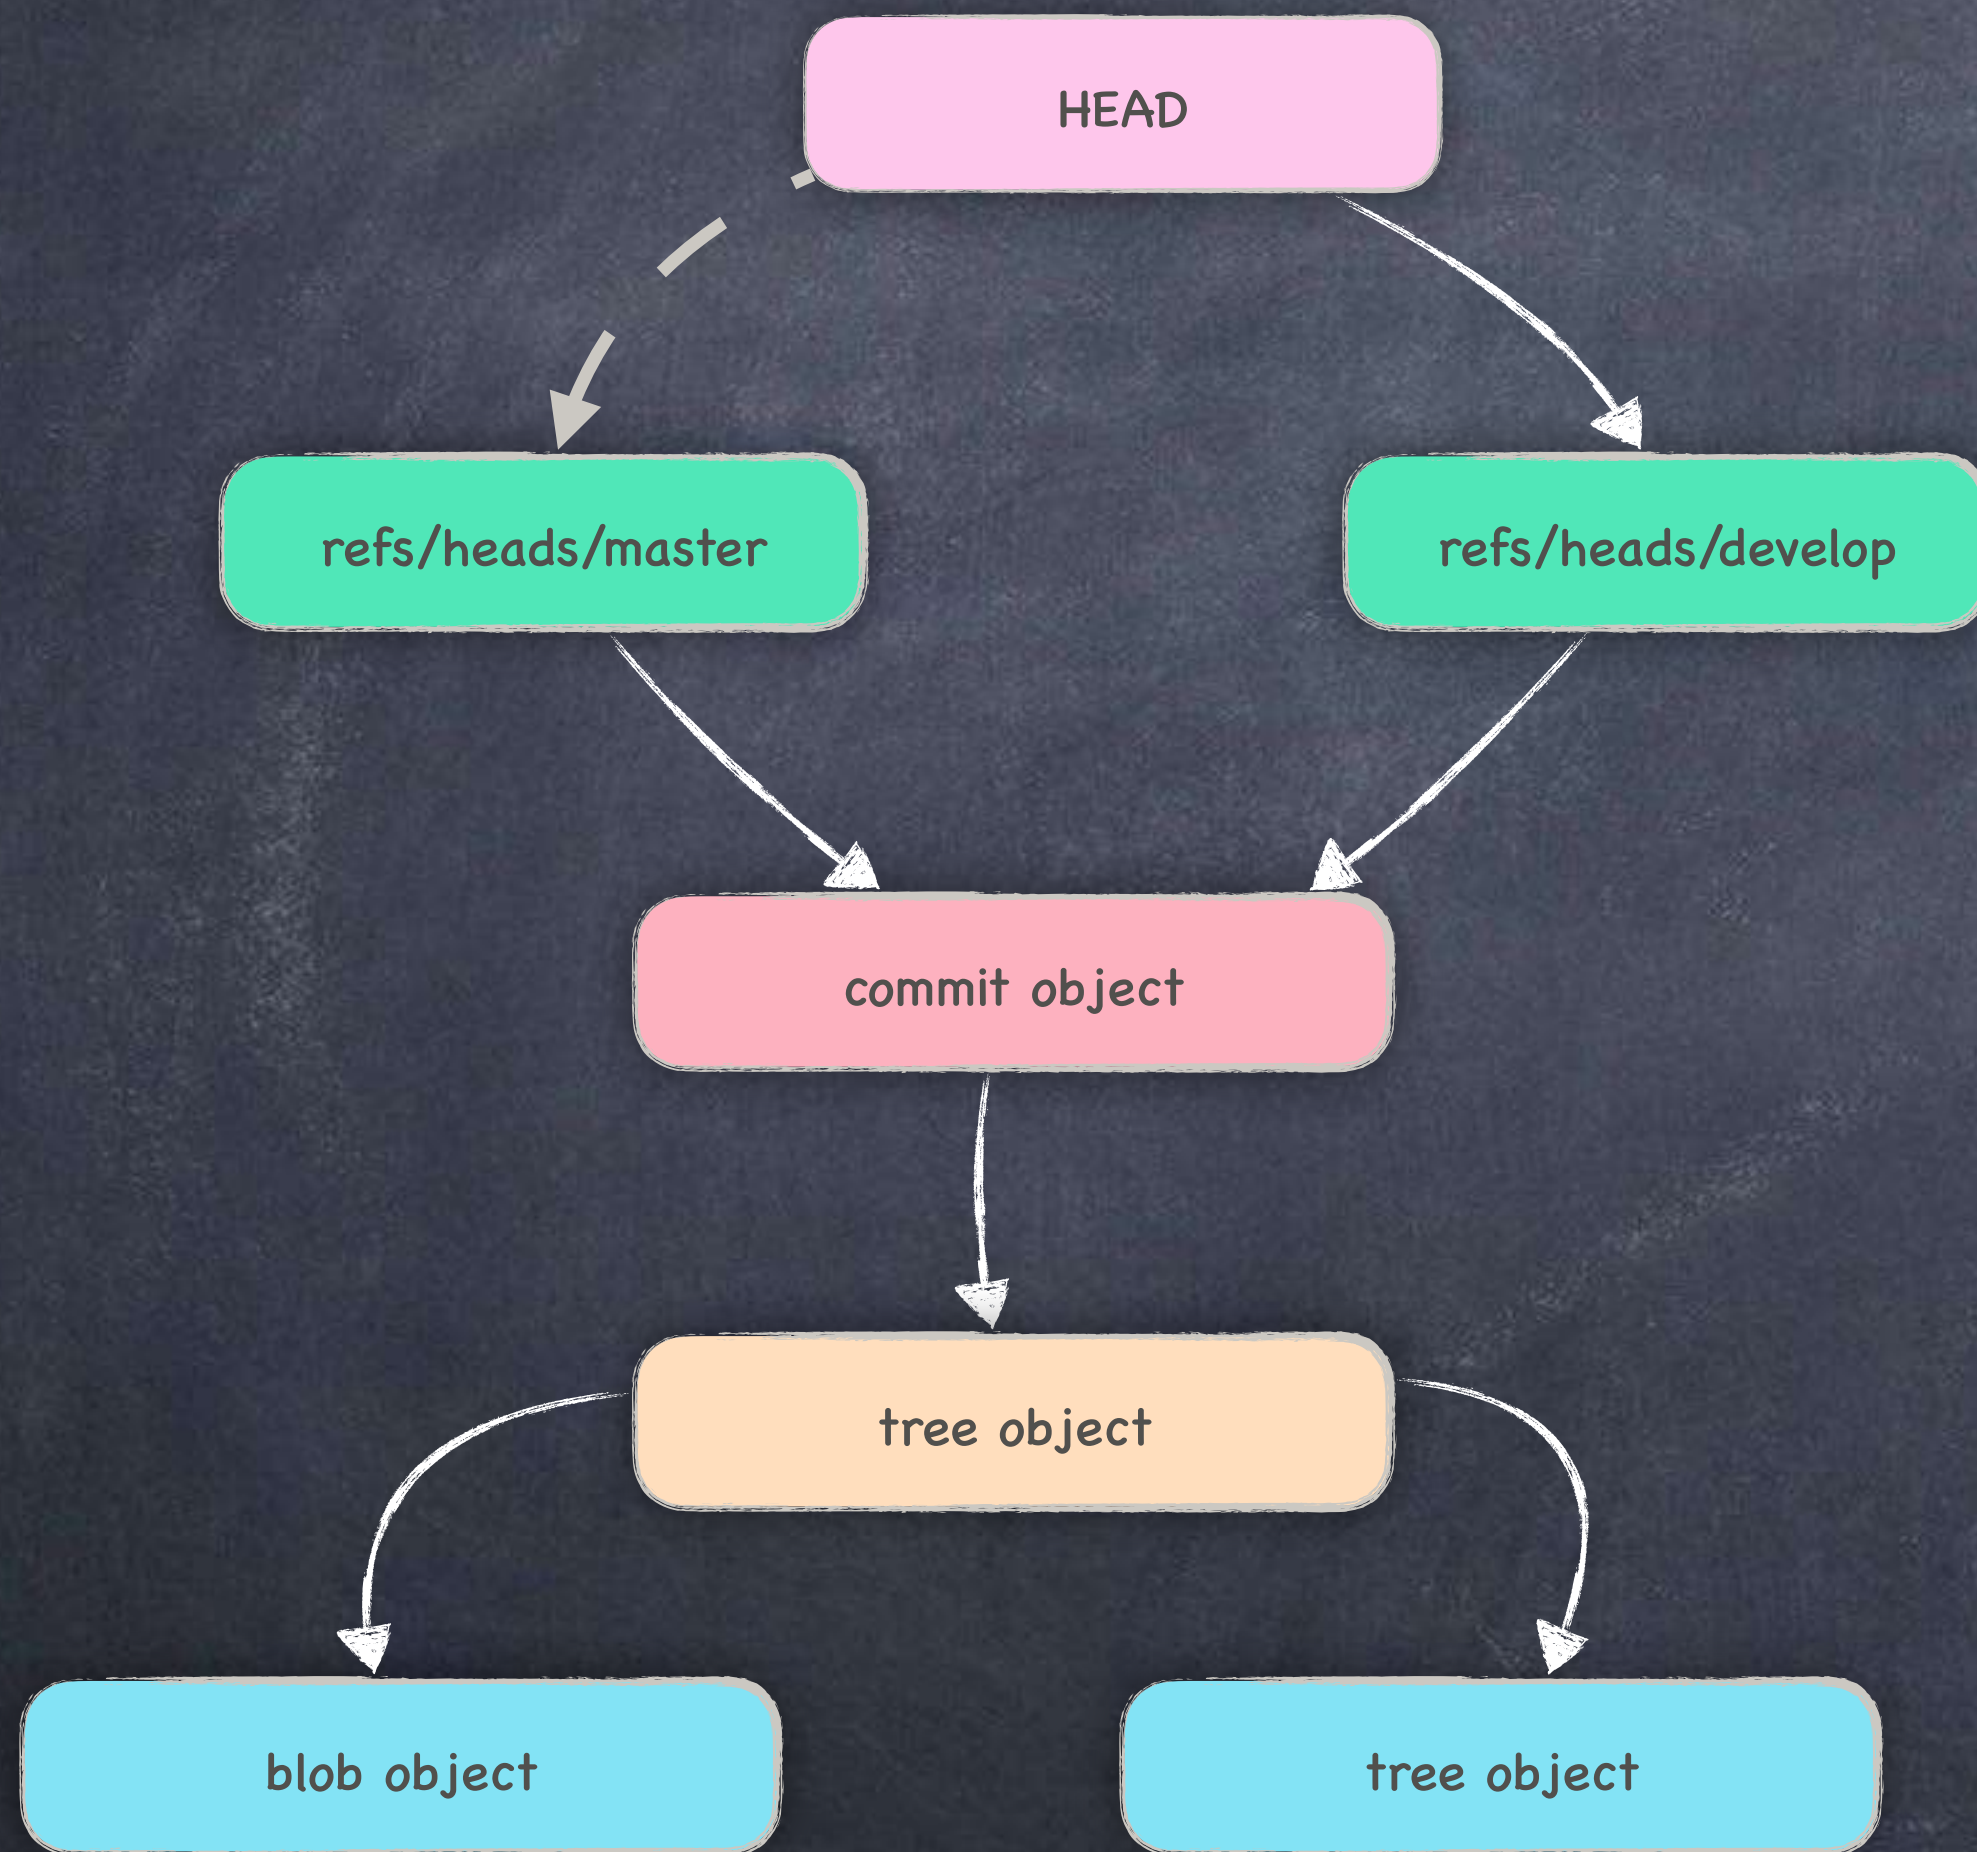 HEAD
refs/heads/master
refs/heads/develop
commit object
tree object
blob object
tree object